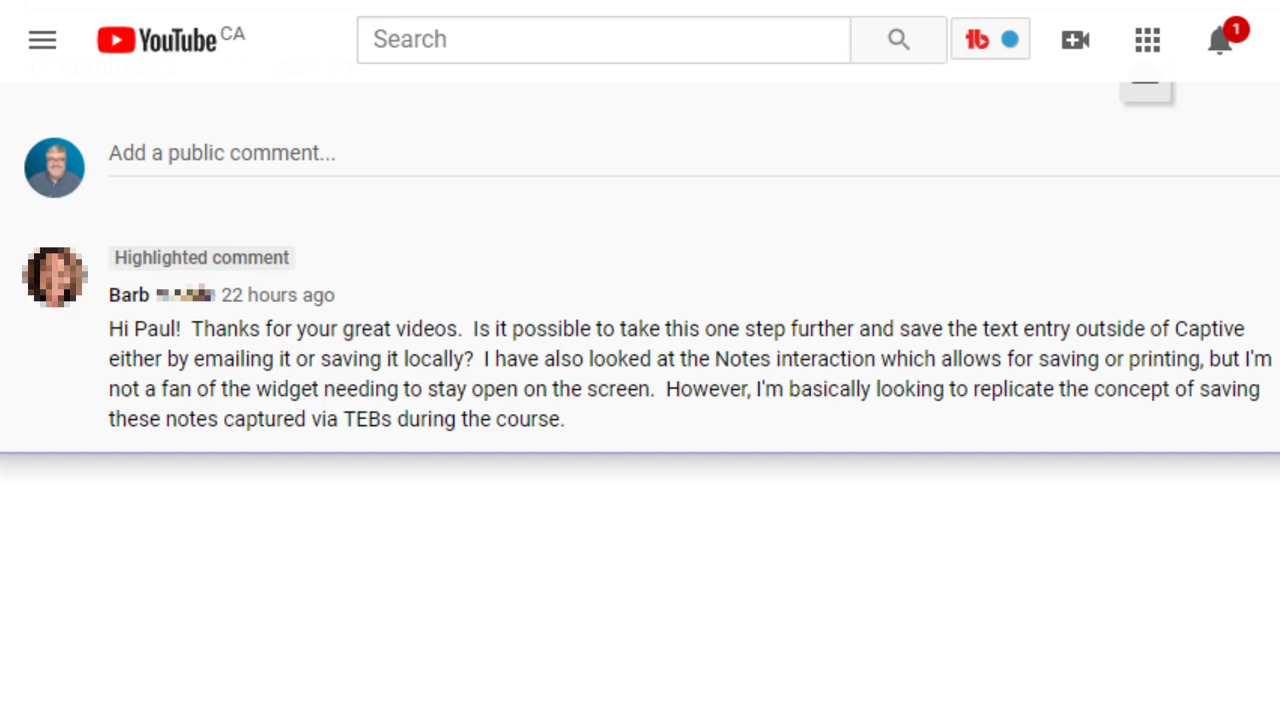 YouTube CA
Search
tb
1
Add a public comment...
Highlighted comment
Barb 22 hours ago
Hi Paul! Thanks for your great videos. Is it possible to take this one step further and save the text entry outside of Captive
either by emailing it or saving it locally? I have also looked at the Notes interaction which allows for saving or printing, but I'm
not a fan of the widget needing to stay open on the screen. However, I'm basically looking to replicate the concept of saving
these notes captured via TEBs during the course.